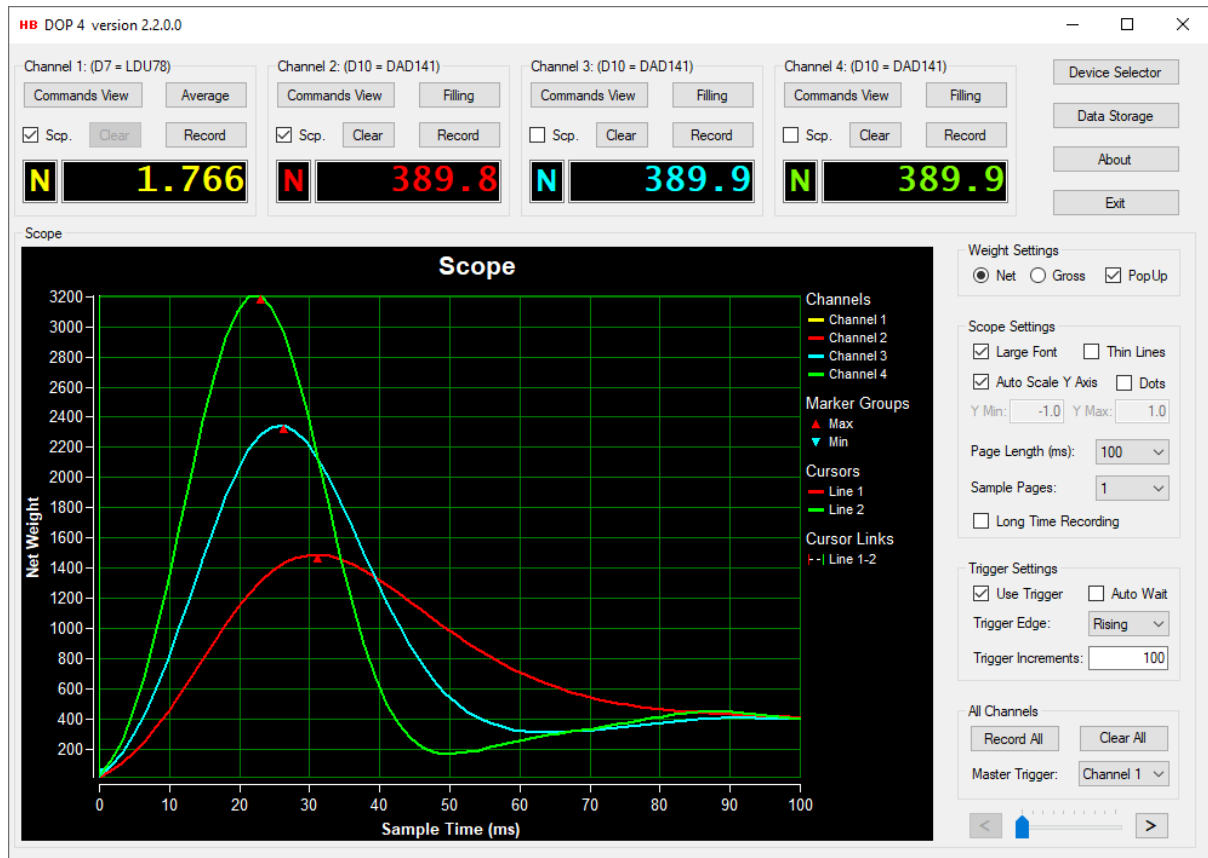 HB DOP 4 version 2.2.0.0
Channel 1: (D7 = LDU78)
Commands View Average
Scp. Clear Record
N 1.766
Channel 2: (D10 = DAD141)
Commands View Filling
Scp. Clear Record
N 389.8
Channel 3: (D10 = DAD141)
Commands View Filling
Scp. Clear Record
N 389.9
Channel 4: (D10 = DAD141)
Commands View Filling
Scp. Clear Record
N 389.9
Device Selector
Data Storage
About
Exit
Scope
Scope
Net Weight
3200
3000
2800
2600
2400
2200
2000
1800
1600
1400
1200
1000
800
600
400
200
0 10 20 30 40 50 60 70 80 90 100
Sample Time (ms)
Channels
Channel 1
Channel 2
Channel 3
Channel 4
Marker Groups
Max
Min
Cursors
Line 1
Line 2
Cursor Links
Line 1-2
Weight Settings
Net Gross PopUp
Scope Settings
Large Font Thin Lines
Auto Scale Y Axis Dots
Y Min: -1.0 Y Max: 1.0
Page Length (ms): 100
Sample Pages: 1
Long Time Recording
Trigger Settings
Use Trigger Auto Wait
Trigger Edge: Rising
Trigger Increments: 100
All Channels
Record All Clear All
Master Trigger: Channel 1
< >